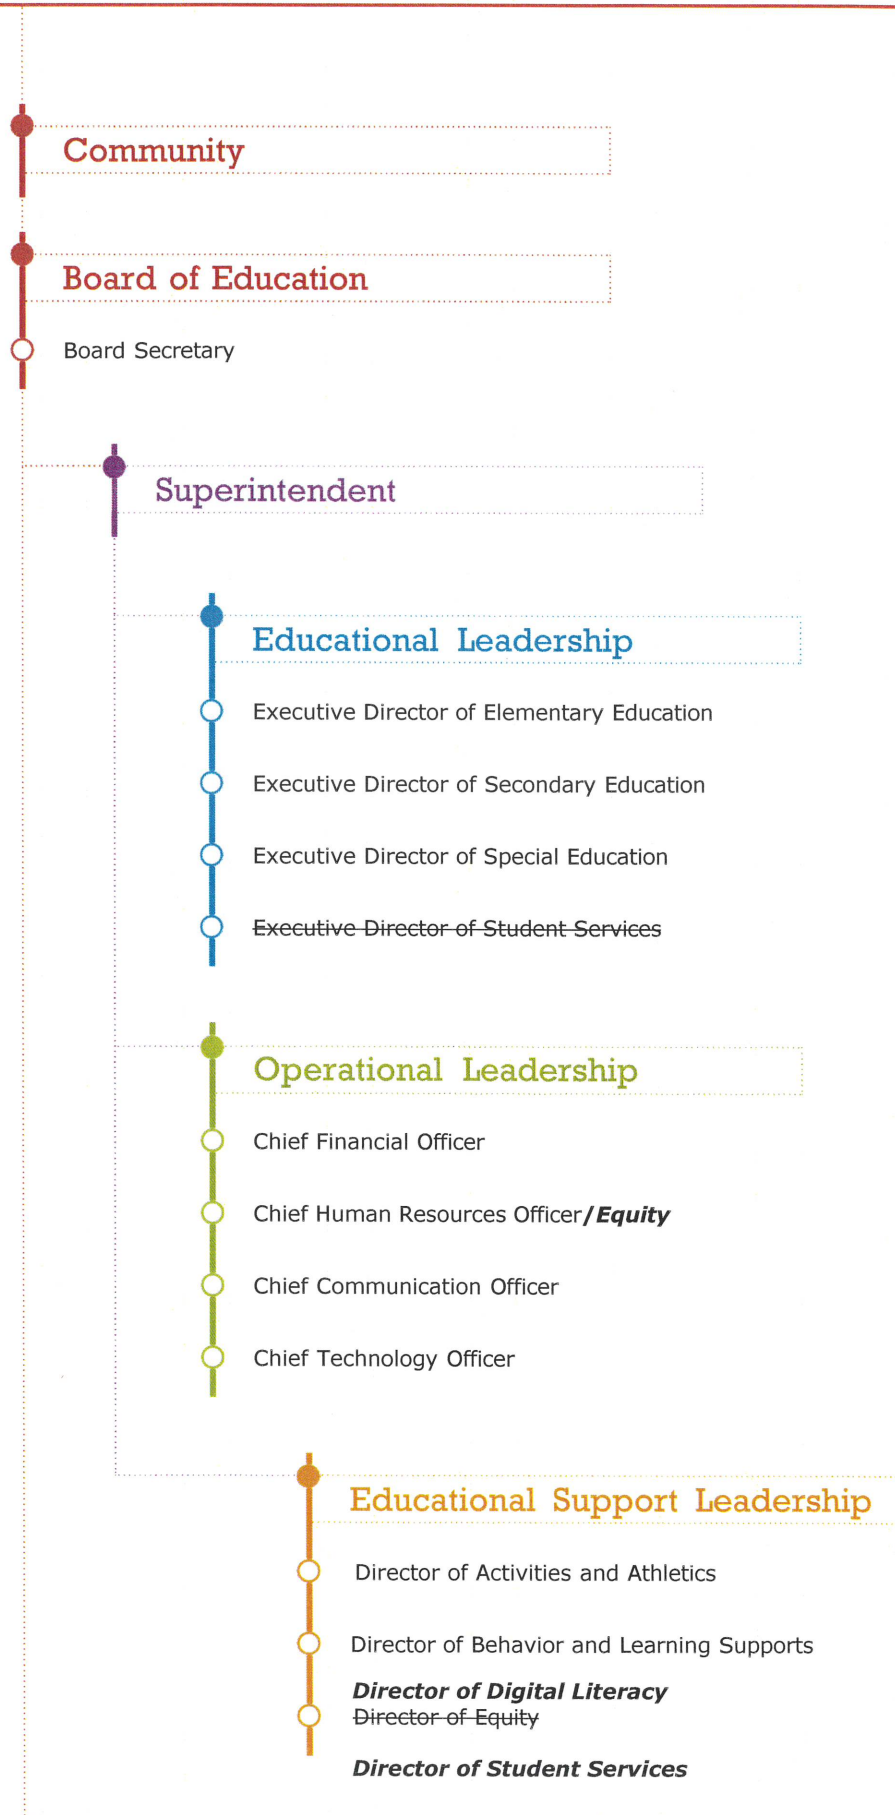 Community
Board of Education
Board Secretary
Superintendent
Educational Leadership
Executive Director of Elementary Education
Executive Director of Secondary Education
Executive Director of Special Education
Executive Director of Student Services
Operational Leadership
Chief Financial Officer
Chief Human Resources Officer/Equity
Chief Communication Officer
Chief Technology Officer
Educational Support Leadership
Director of Activities and Athletics
Director of Behavior and Learning Supports
Director of Digital Literacy
Director of Equity
Director of Student Services